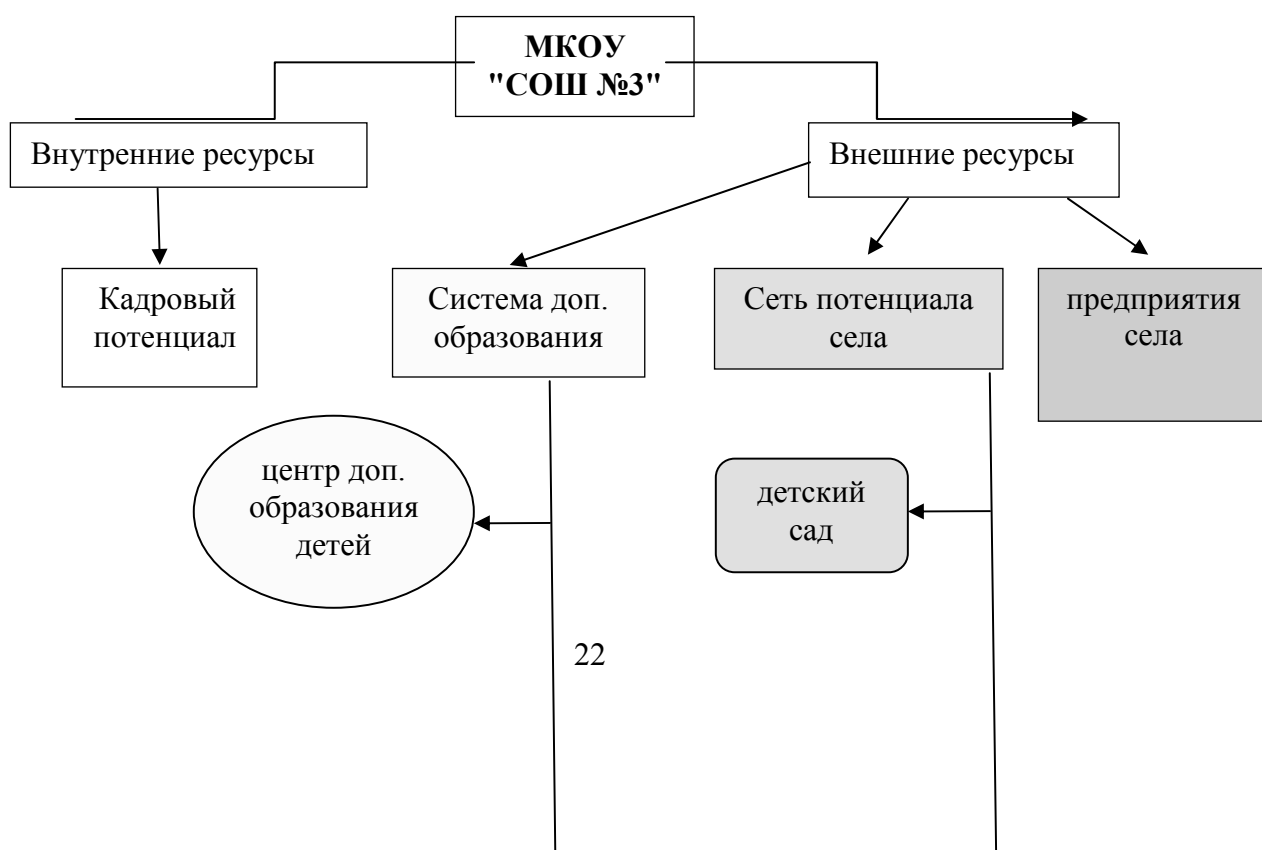 МКОУ
"СОШ №3"
Внутренние ресурсы
Внешние ресурсы
Кадровый
потенциал
Система доп.
образования
Сеть потенциала
села
предприятия
села
центр доп.
образования
детей
детский
сад
22